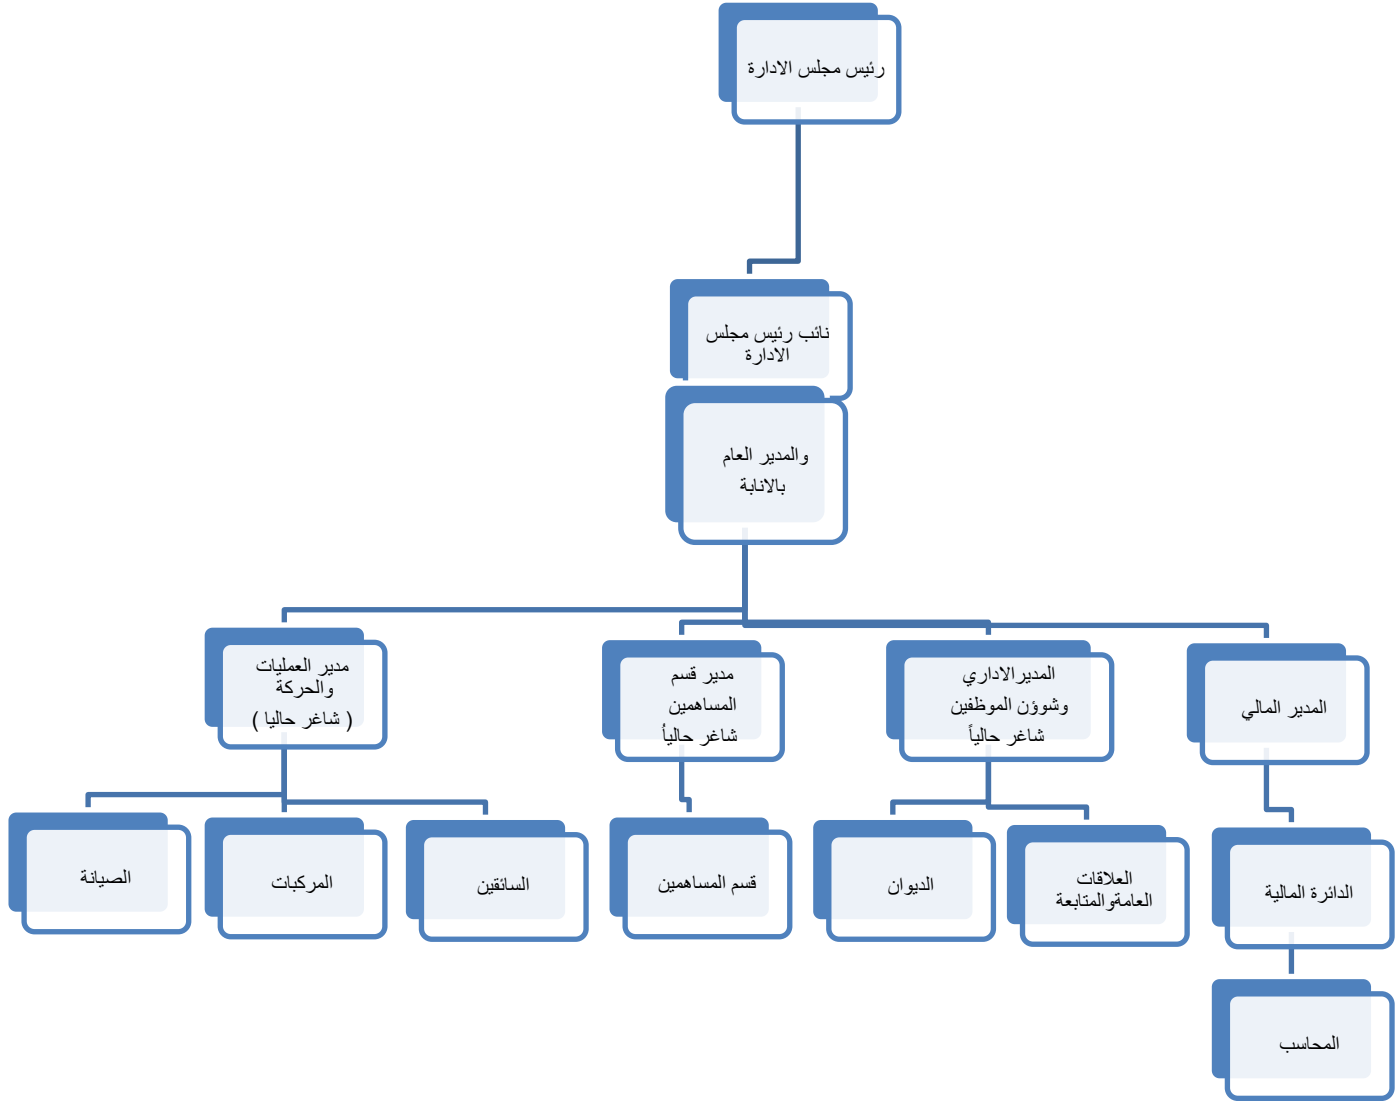 رئيس مجلس الادارة
نائب رئيس مجلس
الادارة
والمدير العام
بالانابة
المدير المالي
المديرالاداري
وشوؤن الموظفين
شاغر حالياً
مدير قسم
المساهمين
شاغر حالياُ
مدير العمليات
والحركة
( شاغر حاليا )
الدائرة المالية
العلاقات
العامةوالمتابعة
الديوان
قسم المساهمين
السائقين
المركبات
الصيانة
المحاسب